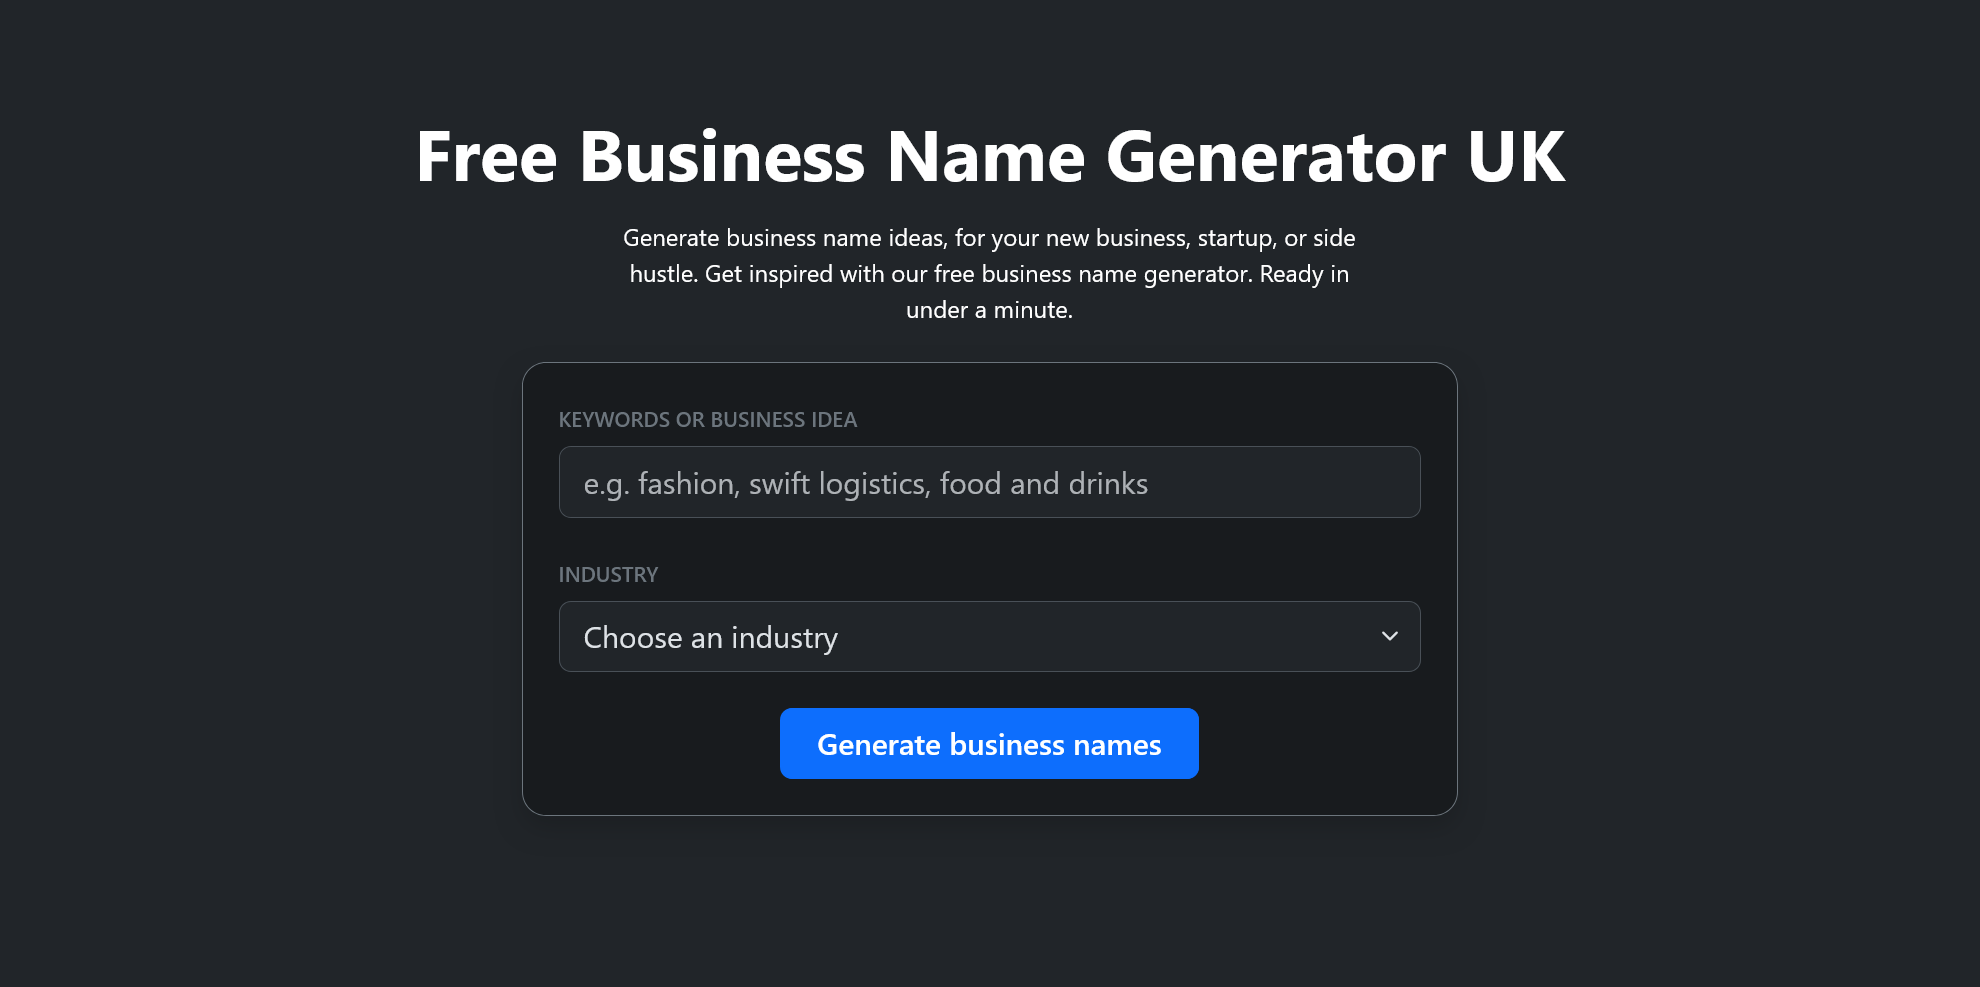 Free Business Name Generator UK
Generate business name ideas, for your new business, startup, or side
hustle. Get inspired with our free business name generator. Ready in
under a minute.
KEYWORDS OR BUSINESS IDEA
e.g. fashion, swift logistics, food and drinks
INDUSTRY
Choose an industry
Generate business names